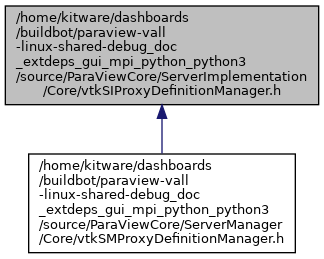 /home/kitware/dashboards
/buildbot/paraview-vall
-linux-shared-debug_doc
_extdeps_gui_mpi_python_python3
/source/ParaViewCore/ServerImplementation
/Core/vtkSIProxyDefinitionManager.h
/home/kitware/dashboards
/buildbot/paraview-vall
-linux-shared-debug_doc
_extdeps_gui_mpi_python_python3
/source/ParaViewCore/ServerManager
/Core/vtkSMProxyDefinitionManager.h